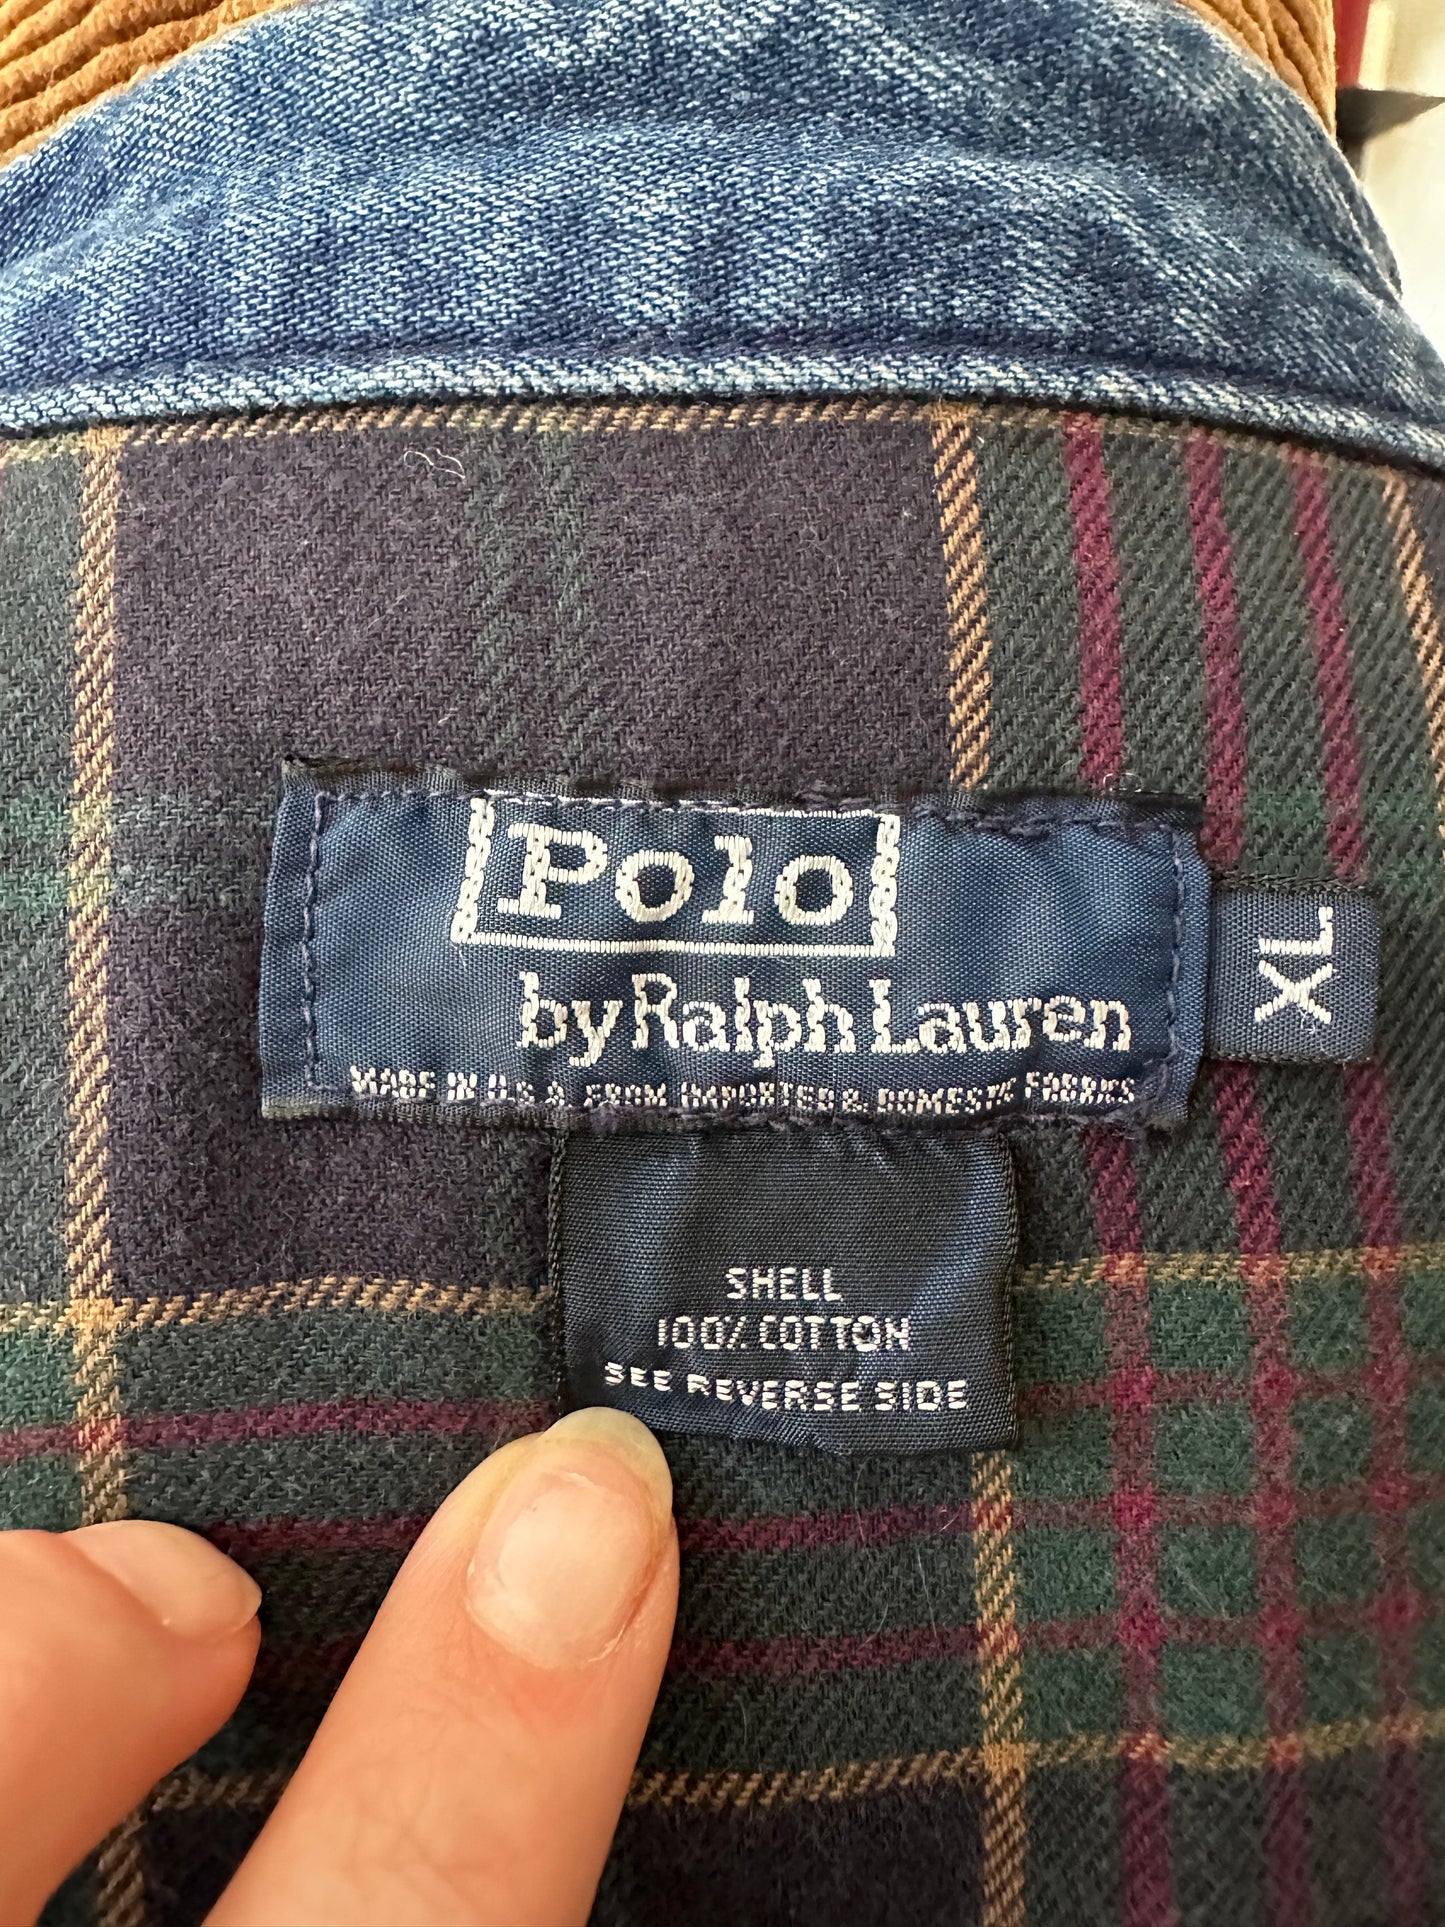 Polo
by Ralph Lauren
MADE IN U.S.A. FROM IMPORTED & DOMESTIC FABRICS
XL
SHELL
100% COTTON
SEE REVERSE SIDE